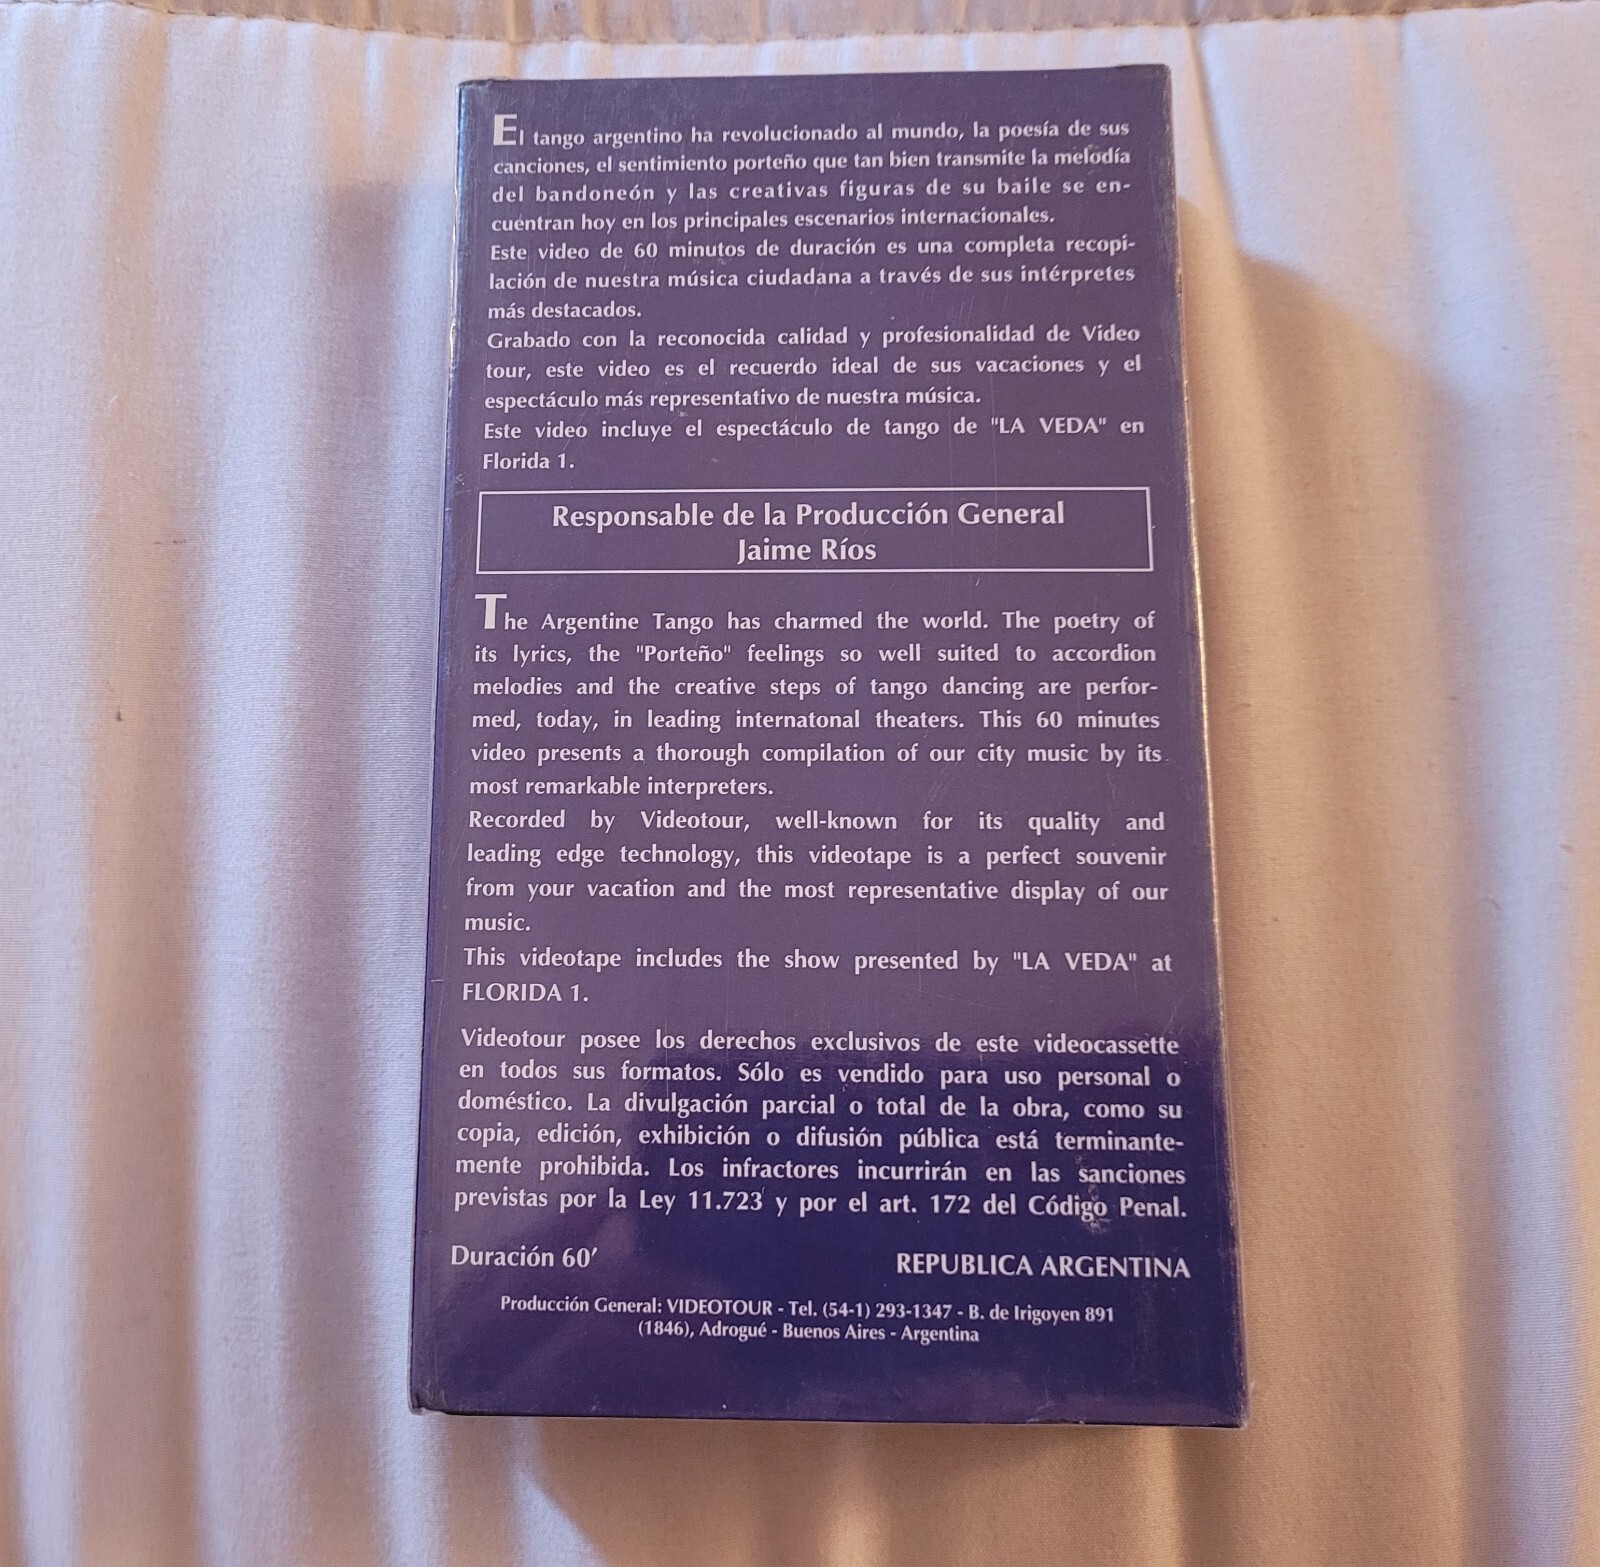 El tango argentino ha revolucionado al mundo, la poesía de sus
canciones, el sentimiento porteño que tan bien transmite la melodía
del bandoneón y las creativas figuras de su baile se en-
cuentran hoy en los principales escenarios internacionales.
Este video de 60 minutos de duración es una completa recopi-
lación de nuestra música ciudadana a través de sus intérpretes
más destacados.
Grabado con la reconocida calidad y profesionalidad de Video
tour, este video es el recuerdo ideal de sus vacaciones y el
espectáculo más representativo de nuestra música.
Este video incluye el espectáculo de tango de "LA VEDA" en
Florida 1.
Responsable de la Producción General
Jaime Ríos
The Argentine Tango has charmed the world. The poetry of
its lyrics, the "Porteño" feelings so well suited to accordion
melodies and the creative steps of tango dancing are perfor-
med, today, in leading internatonal theaters. This 60 minutes
video presents a thorough compilation of our city music by its
most remarkable interpreters.
Recorded by Videotour, well-known for its quality and
leading edge technology, this videotape is a perfect souvenir
from your vacation and the most representative display of our
music.
This videotape includes the show presented by "LA VEDA" at
FLORIDA 1.
Videotour posee los derechos exclusivos de este videocassette
en todos sus formatos. Sólo es vendido para uso personal o
doméstico. La divulgación parcial o total de la obra, como su
copia, edición, exhibición o difusión pública está terminante-
mente prohibida. Los infractores incurrirán en las sanciones
previstas por la Ley 11.723 y por el art. 172 del Código Penal.
Duración 60' REPUBLICA ARGENTINA
Producción General: VIDEOTOUR - Tel. (54-1) 293-1347 - B. de Irigoyen 891
(1846), Adrogué - Buenos Aires - Argentina